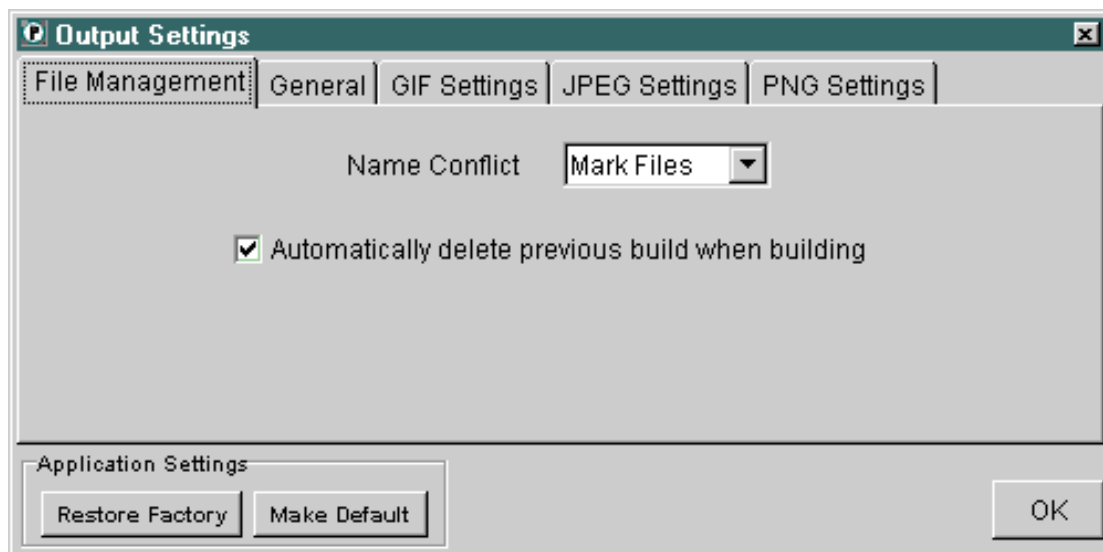 Output Settings
File Management General GIF Settings JPEG Settings PNG Settings
Name Conflict Mark Files
Automatically delete previous build when building
Application Settings
Restore Factory Make Default OK